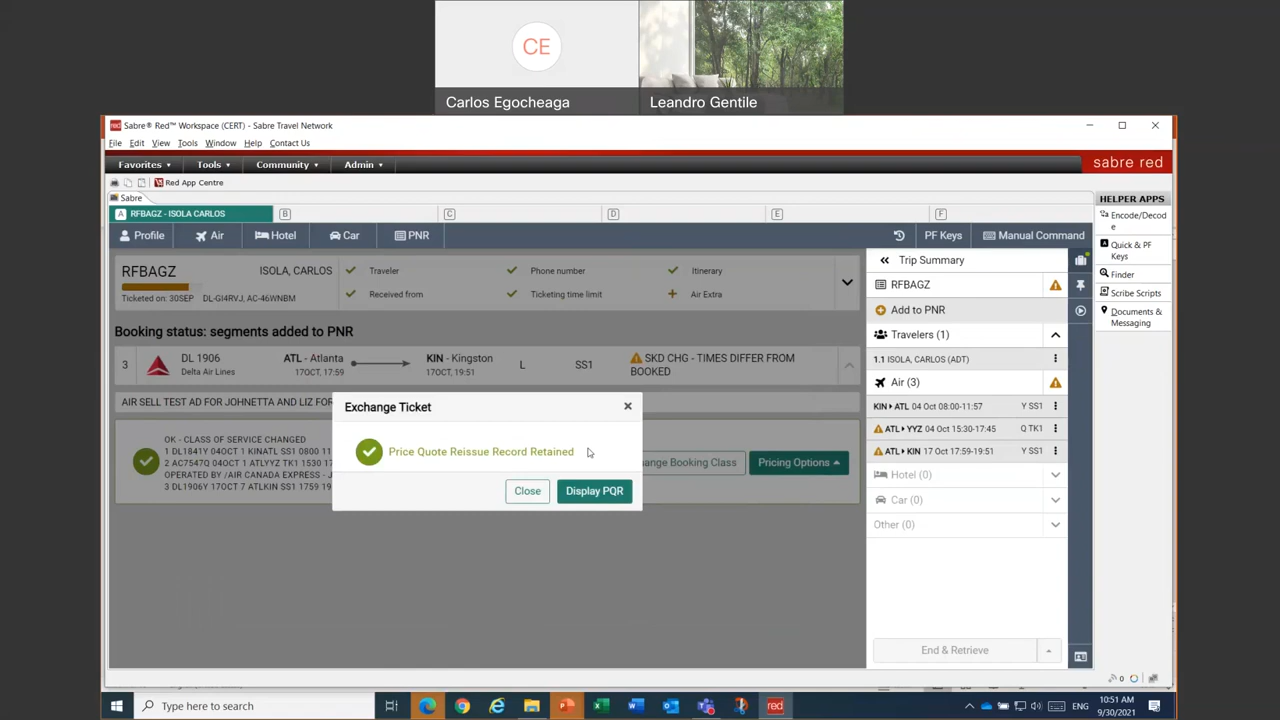 CE
Carlos Egocheaga
Leandro Gentile
red Sabre® Red™ Workspace (CERT) - Sabre Travel Network
File Edit View Tools Window Help Contact Us
Favorites Tools Community Admin
sabre red
Red App Centre
Sabre
HELPER APPS
A RFBAGZ - ISOLA CARLOS B C D E F
Encode/Decod
e
Profile Air Hotel Car PNR PF Keys Manual Command
Quick & PF
Keys
Finder
Scribe Scripts
Documents &
Messaging
RFBAGZ ISOLA, CARLOS Traveler Phone number Itinerary
Ticketed on: 30SEP DL-GI4RVJ, AC-46WNBM Received from Ticketing time limit Air Extra
Booking status: segments added to PNR
3 DL 1906 ATL - Atlanta KIN - Kingston L SS1 SKD CHG - TIMES DIFFER FROM
Delta Air Lines 17OCT, 17:59 17OCT, 19:51 BOOKED
AIR SELL TEST AD FOR JOHNETTA AND LIZ FOR
OK - CLASS OF SERVICE CHANGED
1 DL1841Y 04OCT 1 KINATL SS1 0800 11
2 AC7547Q 04OCT 1 ATLYYZ TK1 1530 17
OPERATED BY /AIR CANADA EXPRESS - J
3 DL1906Y 17OCT 7 ATLKIN SS1 1759 19
nge Booking Class Pricing Options
Exchange Ticket
Price Quote Reissue Record Retained
Close Display PQR
Trip Summary
RFBAGZ
Add to PNR
Travelers (1)
1.1 ISOLA, CARLOS (ADT)
Air (3)
KIN ATL 04 Oct 08:00-11:57 Y SS1
ATL YYZ 04 Oct 15:30-17:45 Q TK1
ATL KIN 17 Oct 17:59-19:51 Y SS1
Hotel (0)
Car (0)
Other (0)
End & Retrieve
0
Type here to search
red
ENG
10:51 AM
9/30/2021